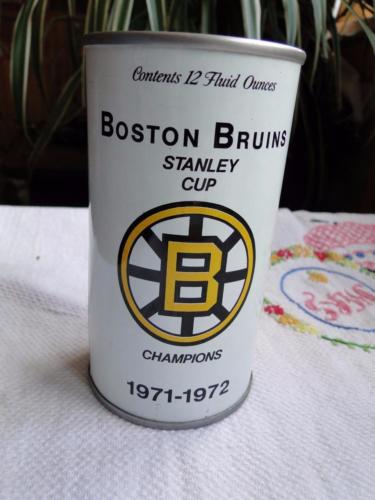 Contents 12 Fluid Ounces
BOSTON BRUINS
STANLEY
CUP
B
CHAMPIONS
1971-1972